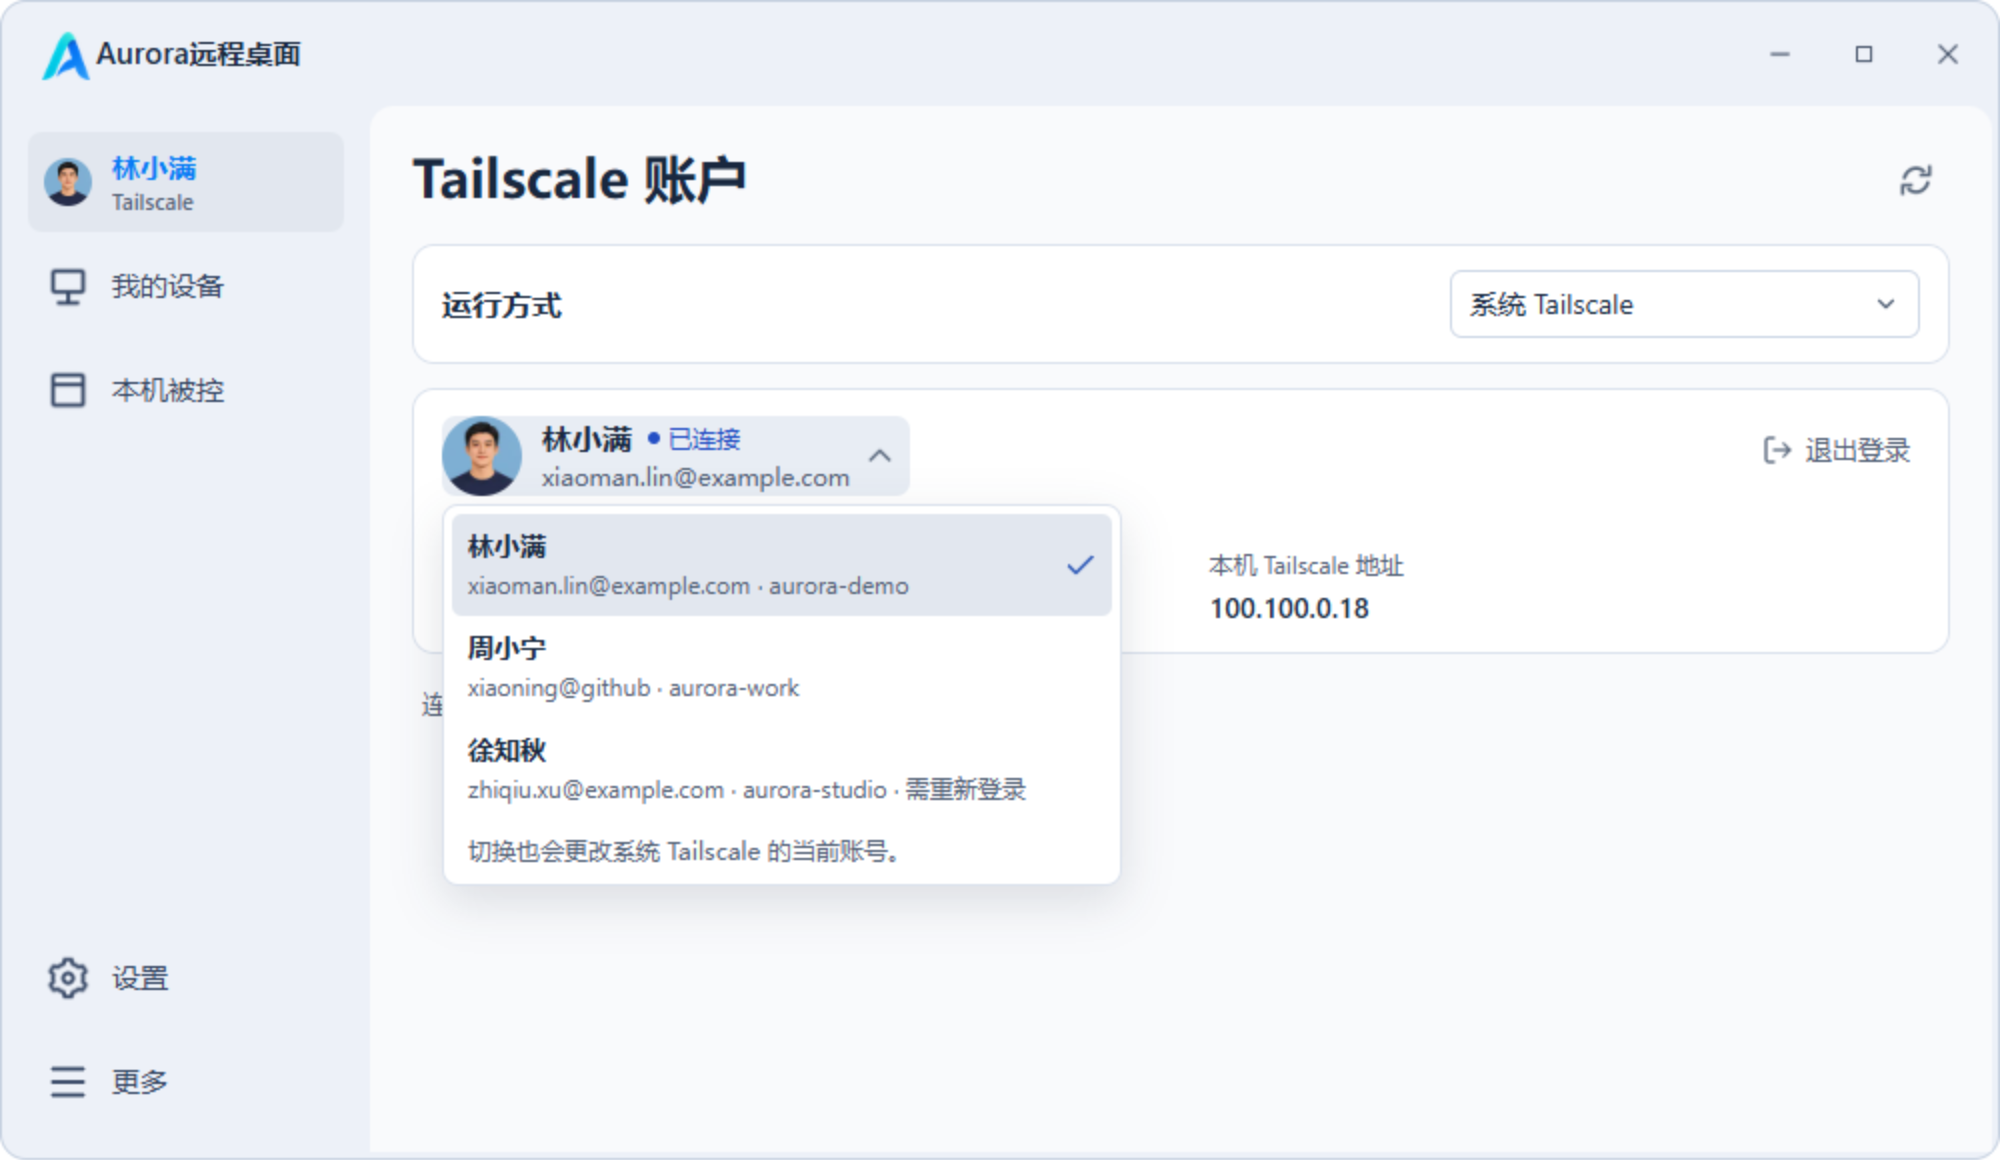 Aurora远程桌面
林小满
Tailscale
我的设备
本机被控
设置
更多
Tailscale 账户
运行方式
系统 Tailscale
林小满 已连接
xiaoman.lin@example.com
退出登录
林小满
xiaoman.lin@example.com · aurora-demo
周小宁
xiaoning@github · aurora-work
徐知秋
zhiqiu.xu@example.com · aurora-studio · 需重新登录
切换也会更改系统 Tailscale 的当前账号。
本机 Tailscale 地址
100.100.0.18
连